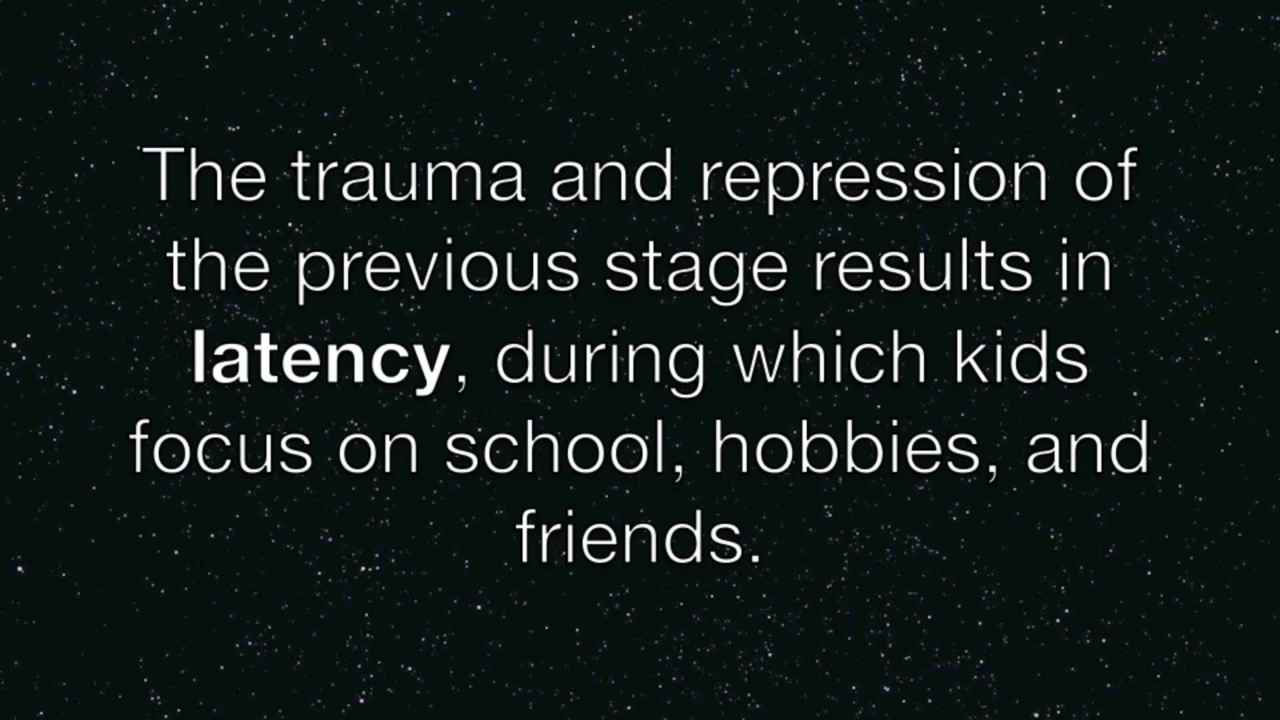 The trauma and repression of
the previous stage results in
latency, during which kids
focus on school, hobbies, and
friends.